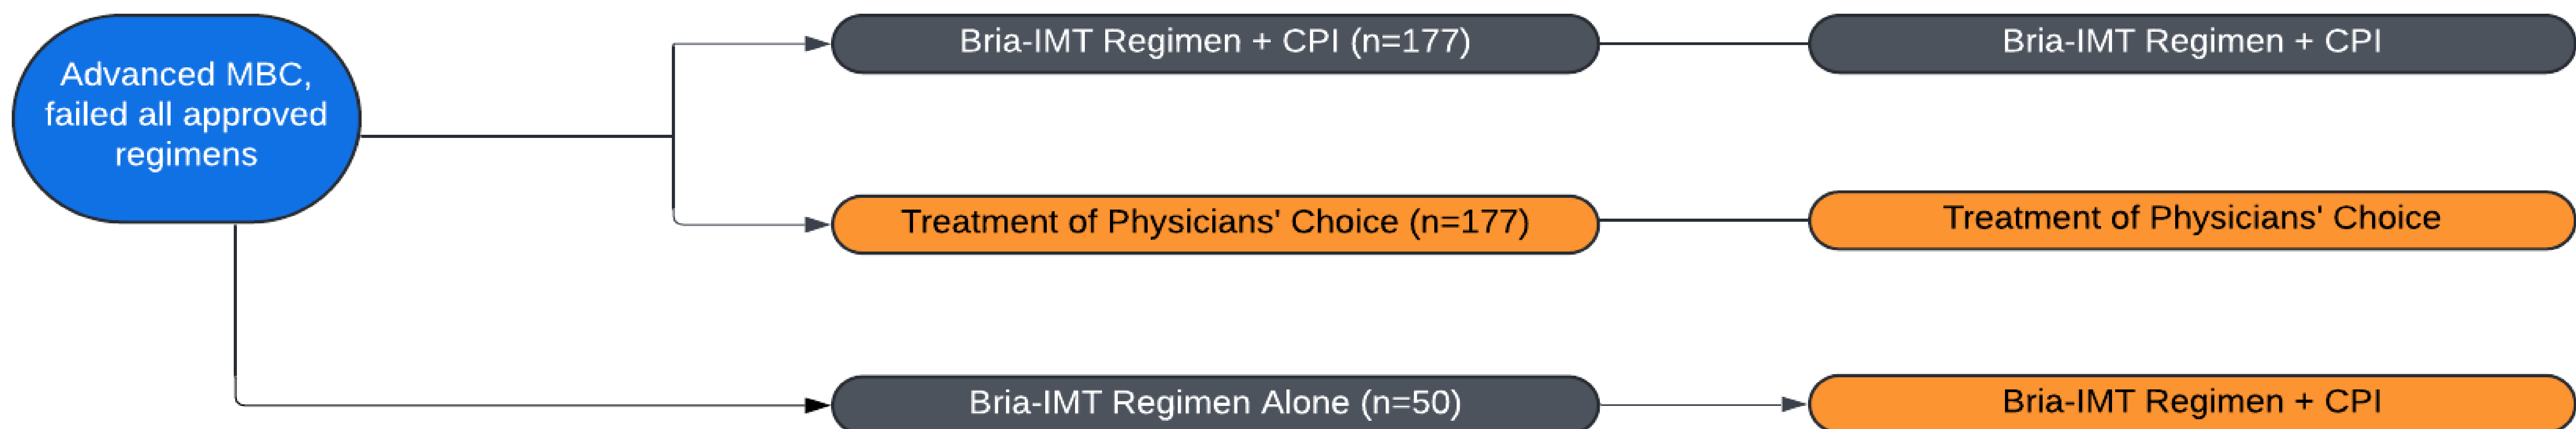 Advanced MBC,
failed all approved
regimens
Bria-IMT Regimen + CPI (n=177)
Bria-IMT Regimen + CPI
Treatment of Physicians' Choice (n=177)
Treatment of Physicians' Choice
Bria-IMT Regimen Alone (n=50)
Bria-IMT Regimen + CPI